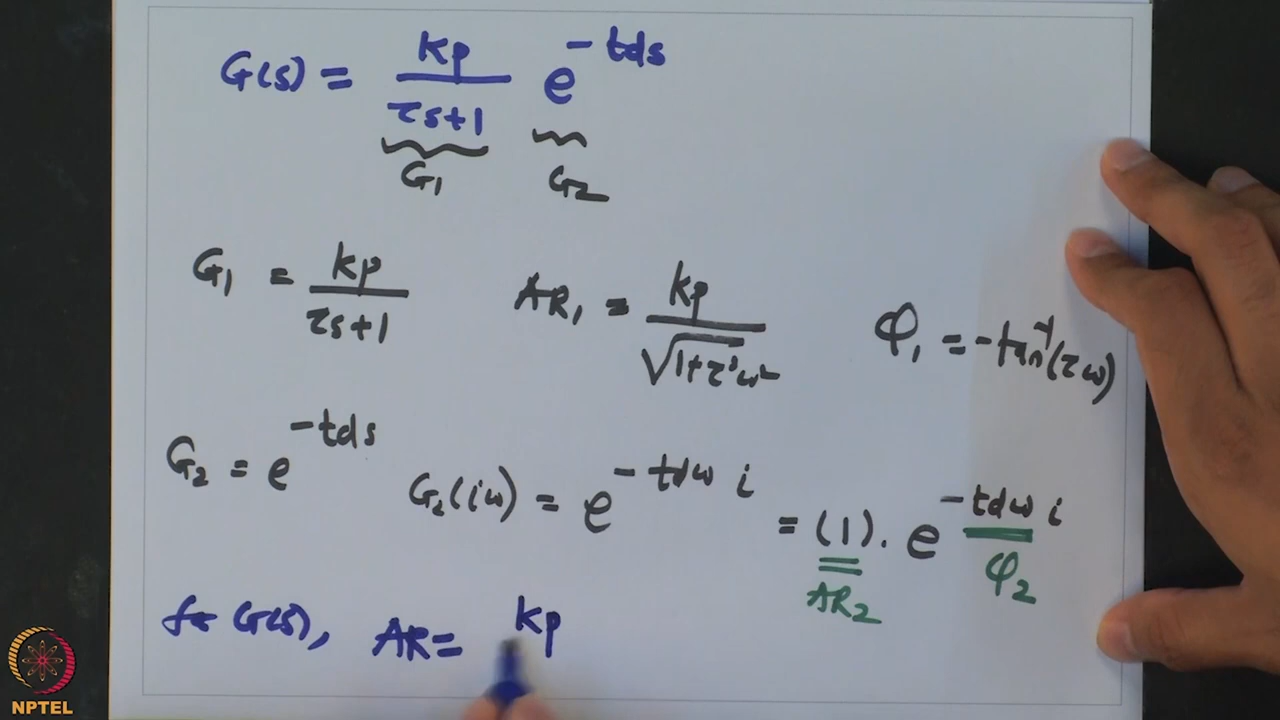 G(s) = kp / τs+1 e^-tds
G1 G2
G1 = kp / τs+1 AR1 = kp / √1+τ²ω² φ1 = -tan^-1(τω)
G2 = e^-tds G2(iω) = e^-tdω i = (1). e^-tdω i
AR2 φ2
for G(s), AR = kp
NPTEL